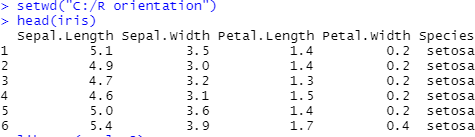 > setwd("C:/R orientation")
> head(iris)
Sepal.Length Sepal.Width Petal.Length Petal.Width Species
1 5.1 3.5 1.4 0.2 setosa
2 4.9 3.0 1.4 0.2 setosa
3 4.7 3.2 1.3 0.2 setosa
4 4.6 3.1 1.5 0.2 setosa
5 5.0 3.6 1.4 0.2 setosa
6 5.4 3.9 1.7 0.4 setosa